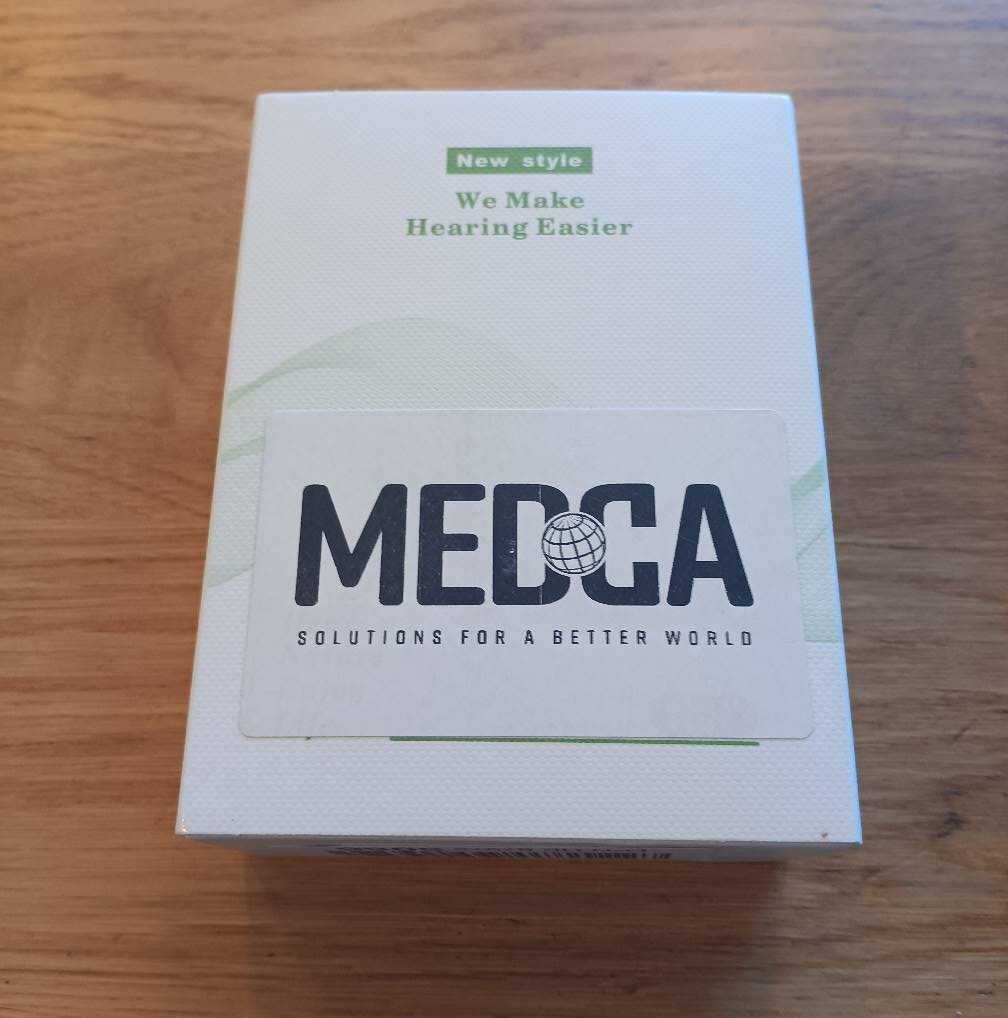 New style
We Make
Hearing Easier
MEDCA
SOLUTIONS FOR A BETTER WORLD